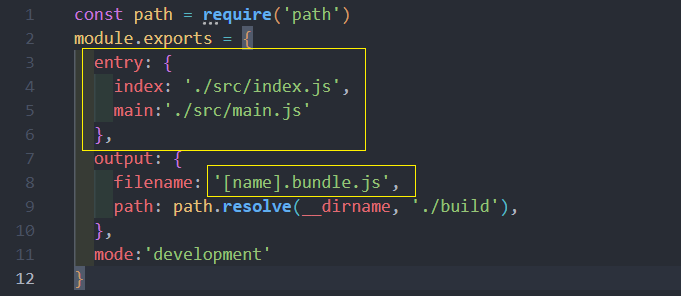 1 const path = require('path')
2 module.exports = {
3 entry: {
4 index: './src/index.js',
5 main:'./src/main.js'
6 },
7 output: {
8 filename: '[name].bundle.js',
9 path: path.resolve(__dirname, './build'),
10 },
11 mode:'development'
12 }